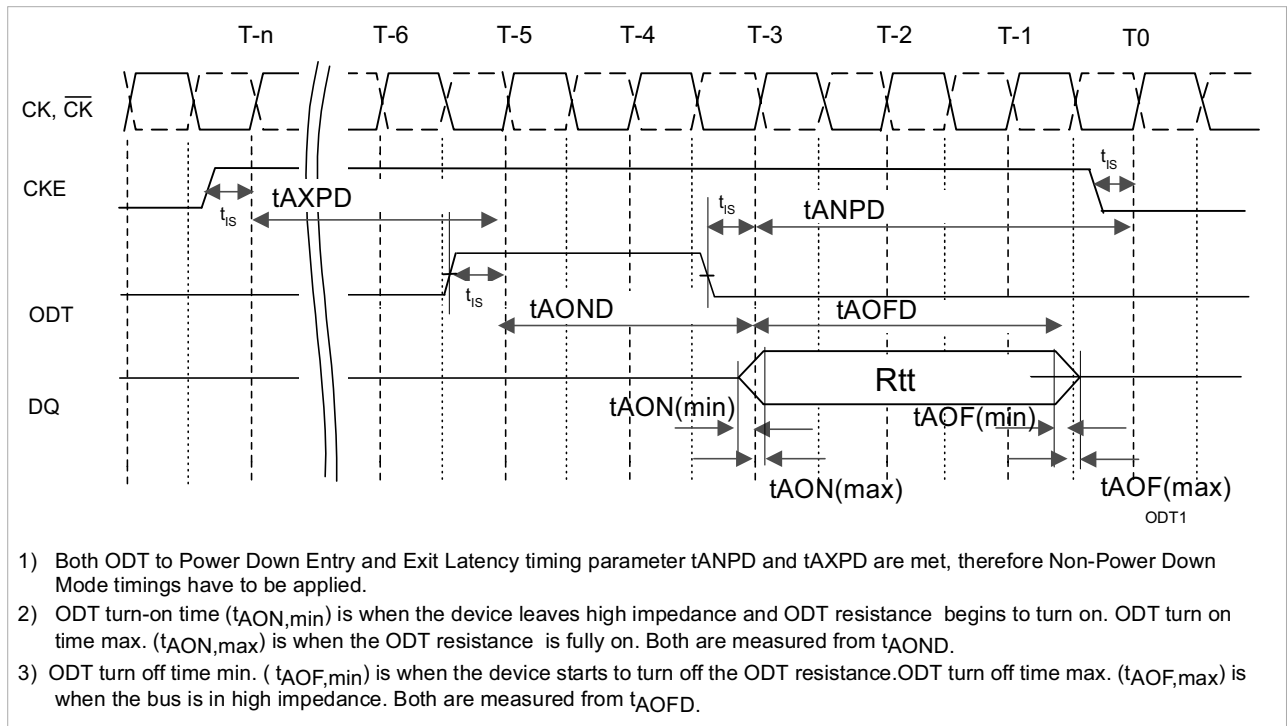 T-n T-6 T-5 T-4 T-3 T-2 T-1 T0
CK, CK
CKE
tIS
tAXPD
tIS
tANPD
tIS
tIS
ODT
tAOND
tAOFD
Rtt
DQ
tAON(min)
tAOF(min)
tAON(max)
tAOF(max)
ODT1
1) Both ODT to Power Down Entry and Exit Latency timing parameter tANPD and tAXPD are met, therefore Non-Power Down
Mode timings have to be applied.
2) ODT turn-on time (tAON,min) is when the device leaves high impedance and ODT resistance begins to turn on. ODT turn on
time max. (tAON,max) is when the ODT resistance is fully on. Both are measured from tAOND.
3) ODT turn off time min. ( tAOF,min) is when the device starts to turn off the ODT resistance.ODT turn off time max. (tAOF,max) is
when the bus is in high impedance. Both are measured from tAOFD.